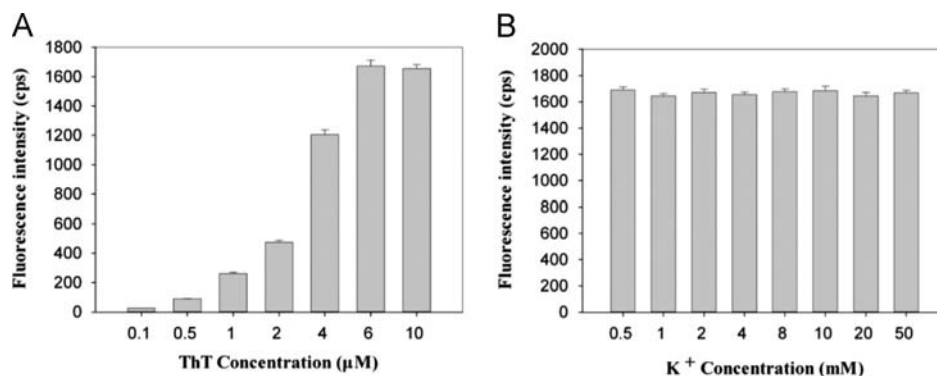 A
Fluorescence intensity (cps)
1800
1600
1400
1200
1000
800
600
400
200
0
0.1 0.5 1 2 4 6 10
ThT Concentration (µM)
B
Fluorescence intensity (cps)
2000
1800
1600
1400
1200
1000
800
600
400
200
0
0.5 1 2 4 8 10 20 50
K + Concentration (mM)